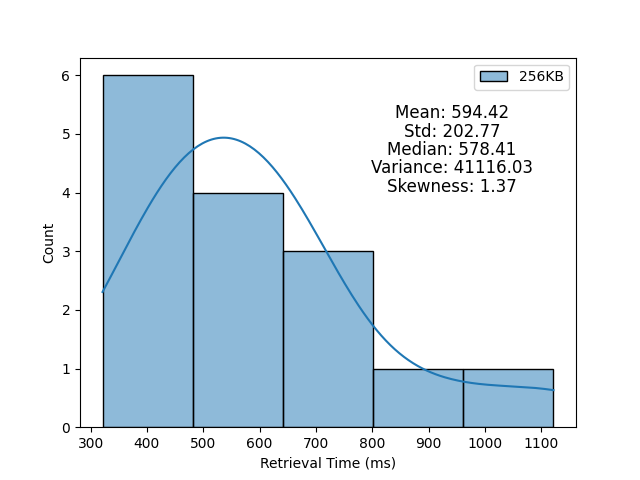 256KB
Mean: 594.42
Std: 202.77
Median: 578.41
Variance: 41116.03
Skewness: 1.37
6
5
4
3
2
1
0
Count
300 400 500 600 700 800 900 1000 1100
Retrieval Time (ms)